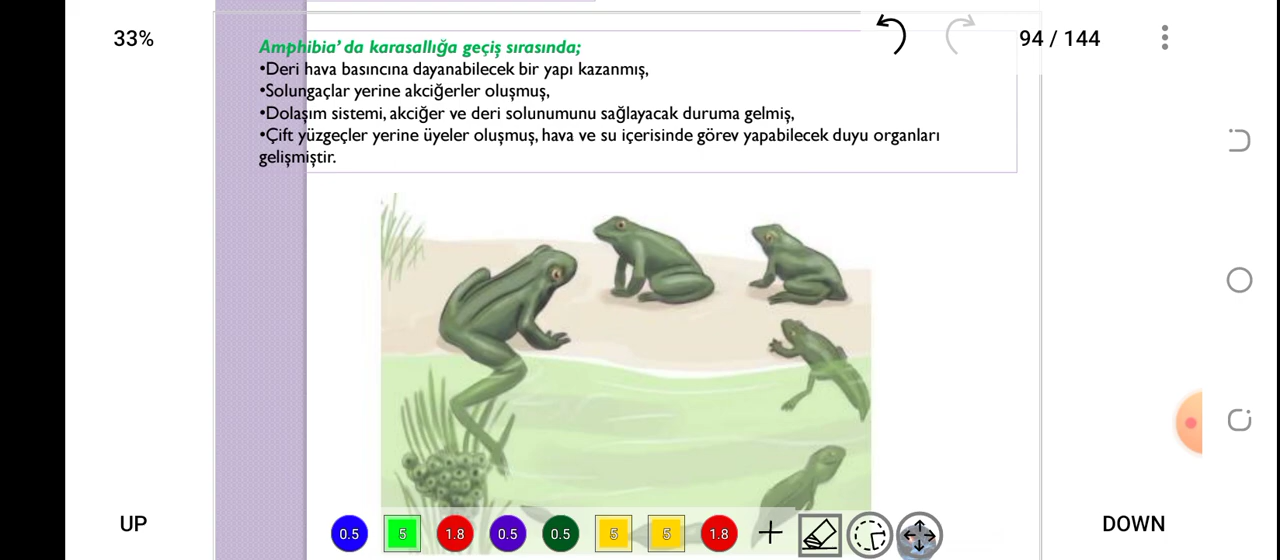 33%
94 / 144
Amphibia' da karasallığa geçiş sırasında;
•Deri hava basıncına dayanabilecek bir yapı kazanmış,
•Solungaçlar yerine akciğerler oluşmuş,
•Dolaşım sistemi, akciğer ve deri solunumunu sağlayacak duruma gelmiş,
•Çift yüzgeçler yerine üyeler oluşmuş, hava ve su içerisinde görev yapabilecek duyu organları
gelişmiştir.
UP
0.5 5 1.8 0.5 0.5 5 5 1.8
DOWN